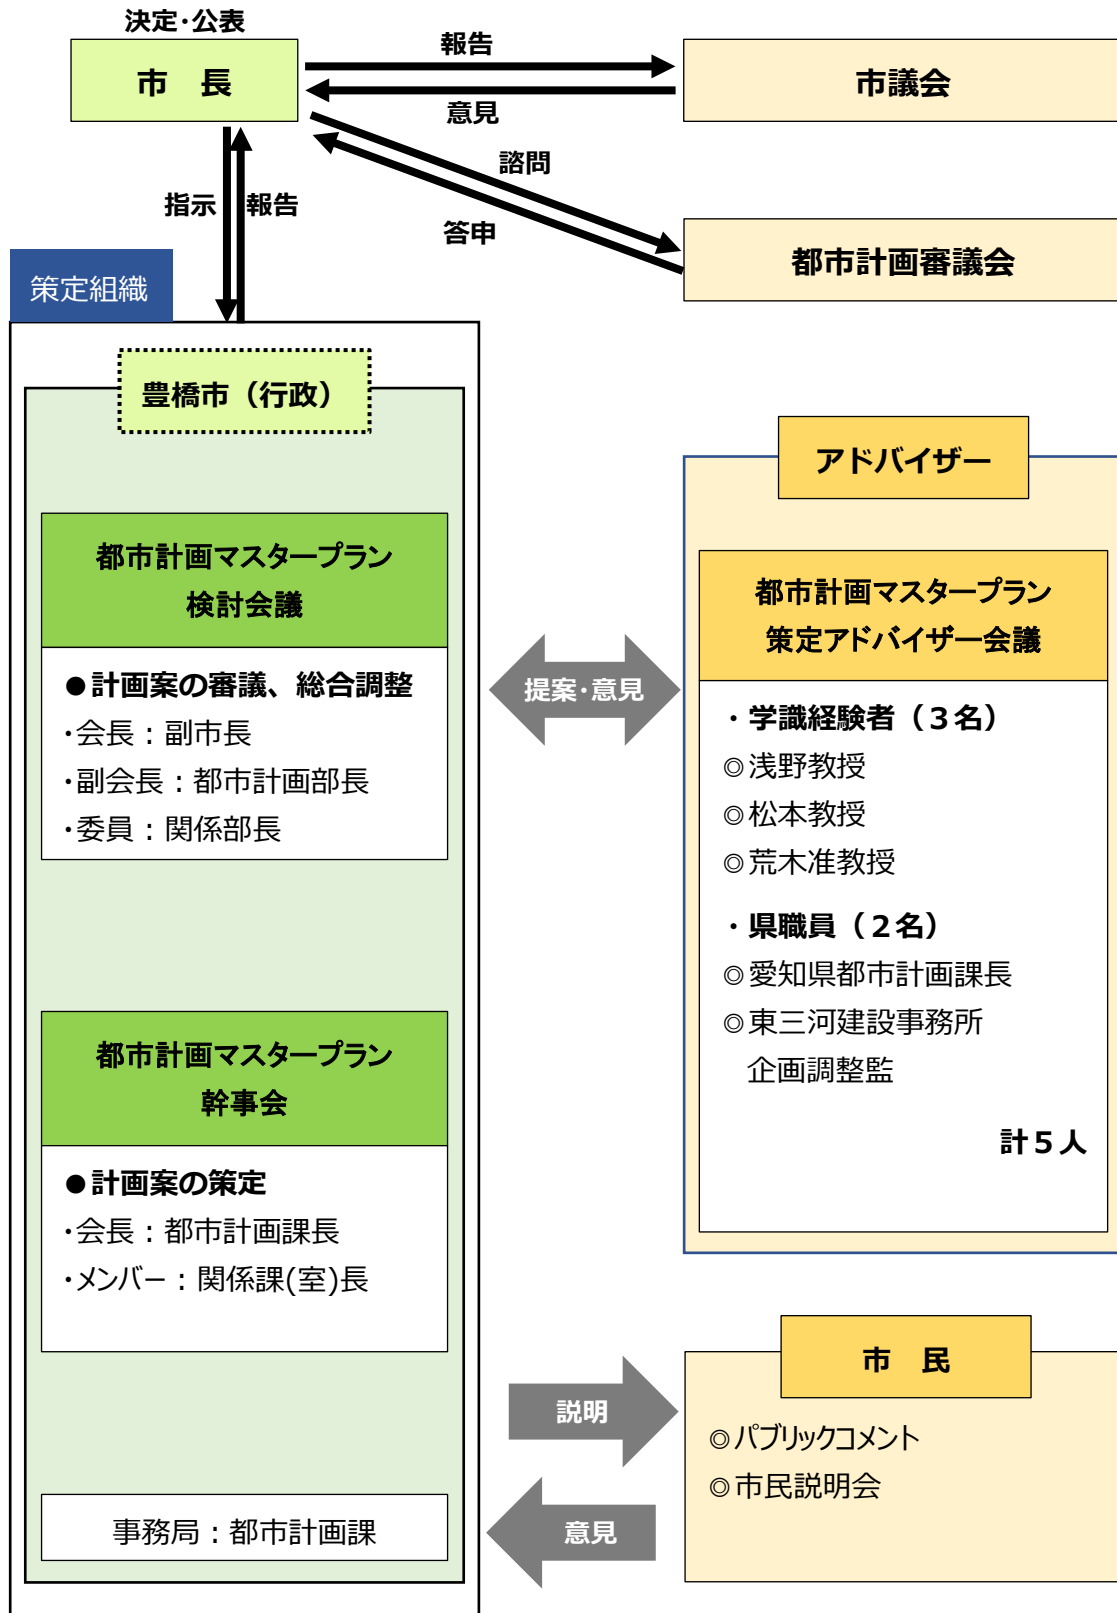 決定・公表
市　長
報告
意見
市議会
諮問
答申
都市計画審議会
指示
報告
策定組織
豊橋市（行政）
都市計画マスタープラン
検討会議
●計画案の審議、総合調整
・会長：副市長
・副会長：都市計画部長
・委員：関係部長
都市計画マスタープラン
幹事会
●計画案の策定
・会長：都市計画課長
・メンバー：関係課(室)長
事務局：都市計画課
提案・意見
アドバイザー
都市計画マスタープラン
策定アドバイザー会議
・学識経験者（３名）
◎浅野教授
◎松本教授
◎荒木准教授
・県職員（２名）
◎愛知県都市計画課長
◎東三河建設事務所
企画調整監
計５人
説明
意見
市　民
◎パブリックコメント
◎市民説明会